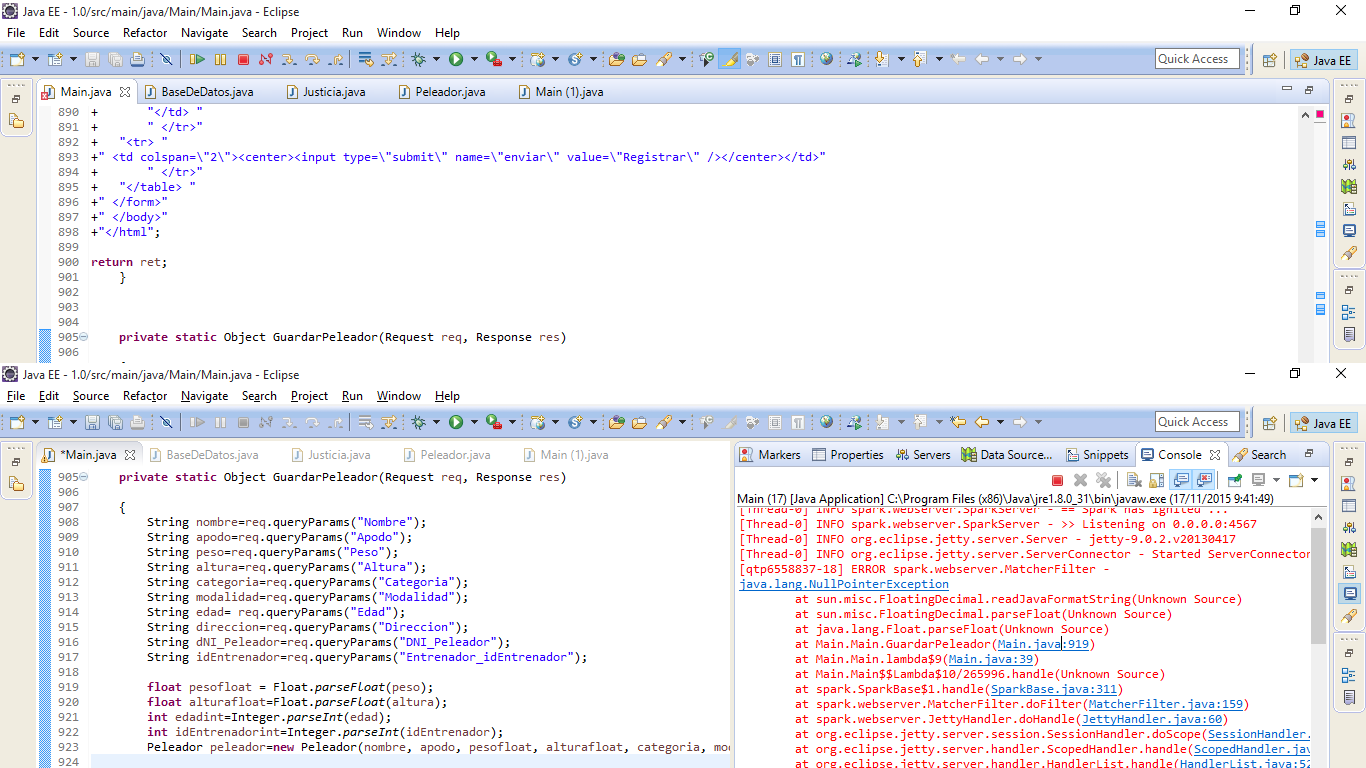 Java EE - 1.0/src/main/java/Main/Main.java - Eclipse
File Edit Source Refactor Navigate Search Project Run Window Help
Quick Access Java EE
Main.java BaseDeDatos.java Justicia.java Peleador.java Main (1).java
890 + "</td> "
891 + " </tr>"
892 + "<tr> "
893 +" <td colspan=\"2\"><center><input type=\"submit\" name=\"enviar\" value=\"Registrar\" /></center></td>"
894 + " </tr>"
895 + "</table> "
896 +" </form>"
897 +" </body>"
898 +"</html";
899
900 return ret;
901 }
902
903
904
905 private static Object GuardarPeleador(Request req, Response res)
906
Java EE - 1.0/src/main/java/Main/Main.java - Eclipse
File Edit Source Refactor Navigate Search Project Run Window Help
Quick Access Java EE
*Main.java BaseDeDatos.java Justicia.java Peleador.java Main (1).java
905 private static Object GuardarPeleador(Request req, Response res)
906
907 {
908 String nombre=req.queryParams("Nombre");
909 String apodo=req.queryParams("Apodo");
910 String peso=req.queryParams("Peso");
911 String altura=req.queryParams("Altura");
912 String categoria=req.queryParams("Categoria");
913 String modalidad=req.queryParams("Modalidad");
914 String edad= req.queryParams("Edad");
915 String direccion=req.queryParams("Direccion");
916 String dNI_Peleador=req.queryParams("DNI_Peleador");
917 String idEntrenador=req.queryParams("Entrenador_idEntrenador");
918
919 float pesofloat = Float.parseFloat(peso);
920 float alturafloat=Float.parseFloat(altura);
921 int edadint=Integer.parseInt(edad);
922 int idEntrenadorint=Integer.parseInt(idEntrenador);
923 Peleador peleador=new Peleador(nombre, apodo, pesofloat, alturafloat, categoria, mod
924
Markers Properties Servers Data Source... Snippets Console Search
Main (17) [Java Application] C:\Program Files (x86)\Java\jre1.8.0_31\bin\javaw.exe (17/11/2015 9:41:49)
[Thread-0] INFO spark.webserver.SparkServer - == Spark has ignited ...
[Thread-0] INFO spark.webserver.SparkServer - >> Listening on 0.0.0.0:4567
[Thread-0] INFO org.eclipse.jetty.server.Server - jetty-9.0.2.v20130417
[Thread-0] INFO org.eclipse.jetty.server.ServerConnector - Started ServerConnector
[qtp6558837-18] ERROR spark.webserver.MatcherFilter -
java.lang.NullPointerException
at sun.misc.FloatingDecimal.readJavaFormatString(Unknown Source)
at sun.misc.FloatingDecimal.parseFloat(Unknown Source)
at java.lang.Float.parseFloat(Unknown Source)
at Main.Main.GuardarPeleador(Main.java:919)
at Main.Main.lambda$9(Main.java:39)
at Main.Main$$Lambda$10/265996.handle(Unknown Source)
at spark.SparkBase$1.handle(SparkBase.java:311)
at spark.webserver.MatcherFilter.doFilter(MatcherFilter.java:159)
at spark.webserver.JettyHandler.doHandle(JettyHandler.java:60)
at org.eclipse.jetty.server.session.SessionHandler.doScope(SessionHandler.
at org.eclipse.jetty.server.handler.ScopedHandler.handle(ScopedHandler.jav
at org.eclipse.jetty.server.handler.HandlerList.handle(HandlerList.java:52